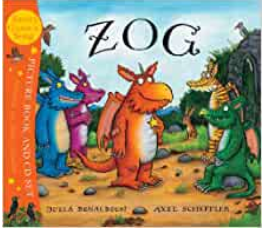 ZOG
PICTURE BOOK AND CD SET
JULIA DONALDSON
AXEL SCHEFFLER